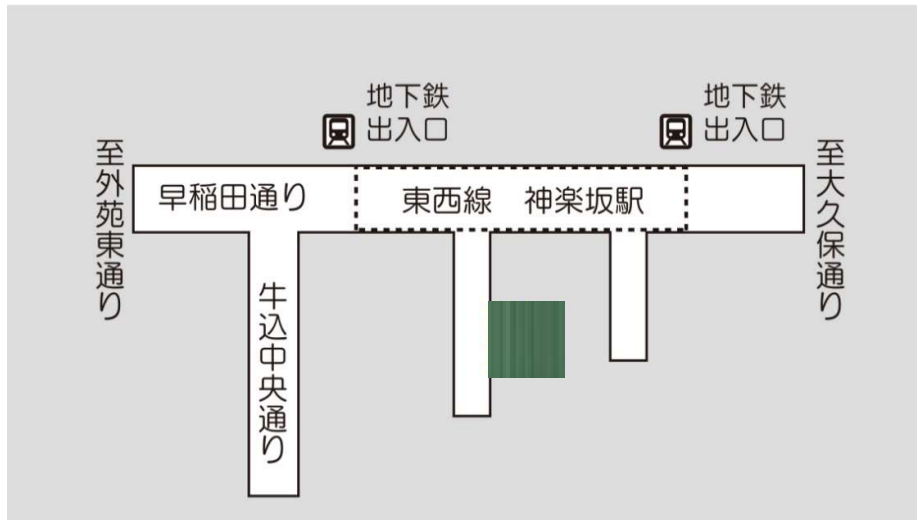 地下鉄
出入口
地下鉄
出入口
至外苑東通り
早稲田通り
東西線 神楽坂駅
至大久保通り
牛込中央通り